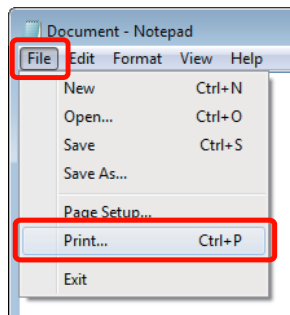 Document - Notepad
File Edit Format View Help
New Ctrl+N
Open... Ctrl+O
Save Ctrl+S
Save As...
Page Setup...
Print... Ctrl+P
Exit